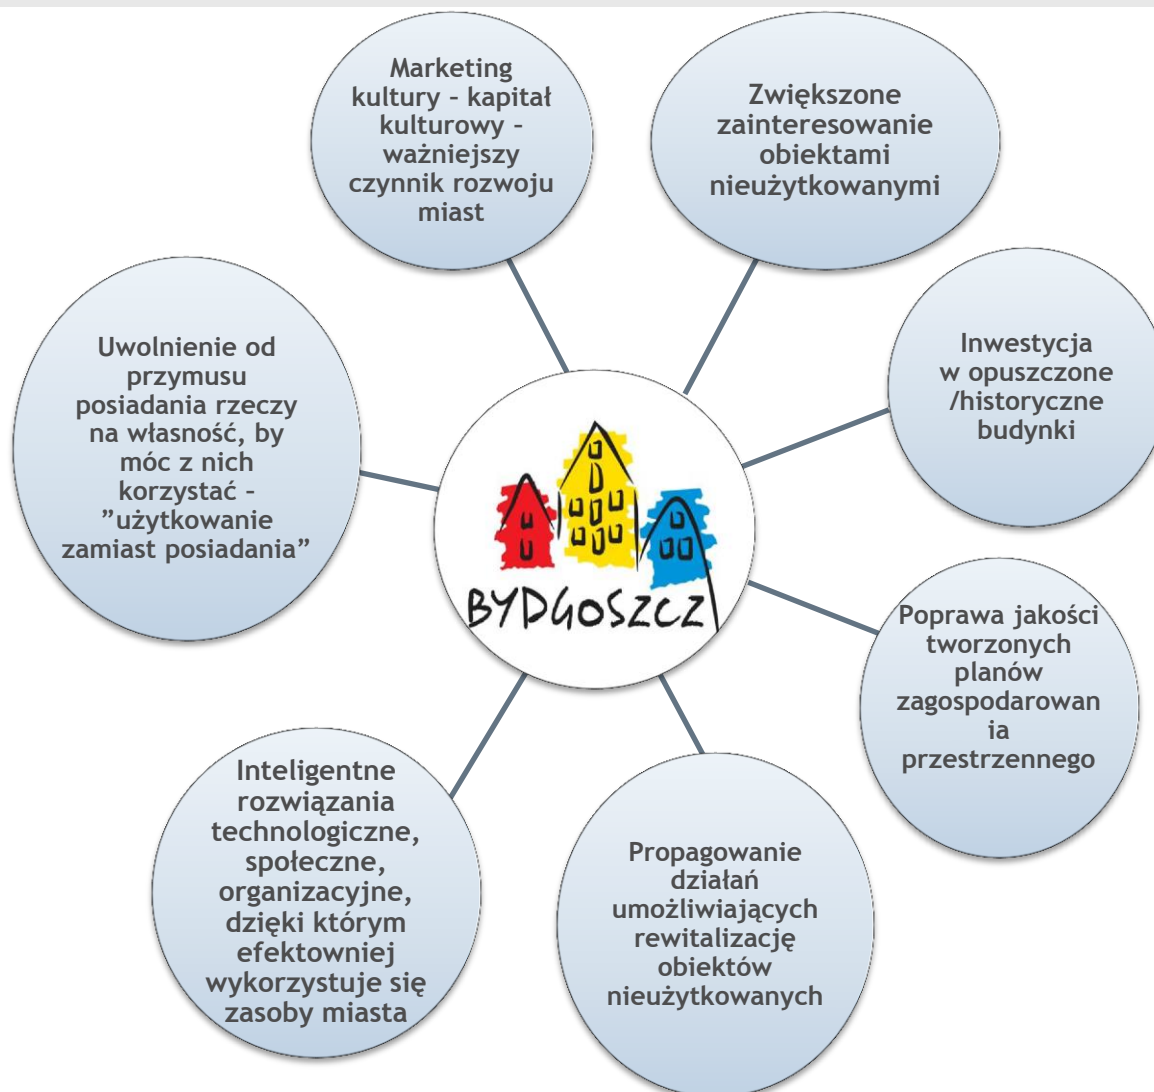 Marketing
kultury – kapitał
kulturowy –
ważniejszy
czynnik rozwoju
miast
Zwiększone
zainteresowanie
obiektami
nieużytkowanymi
Inwestycja
w opuszczone
/historyczne
budynki
Poprawa jakości
tworzonych
planów
zagospodarowan
ia
przestrzennego
Propagowanie
działań
umożliwiających
rewitalizację
obiektów
nieużytkowanych
Inteligentne
rozwiązania
technologiczne,
społeczne,
organizacyjne,
dzięki którym
efektowniej
wykorzystuje się
zasoby miasta
Uwolnienie od
przymusu
posiadania rzeczy
na własność, by
móc z nich
korzystać –
”użytkowanie
zamiast posiadania”
BYDGOSZCZ